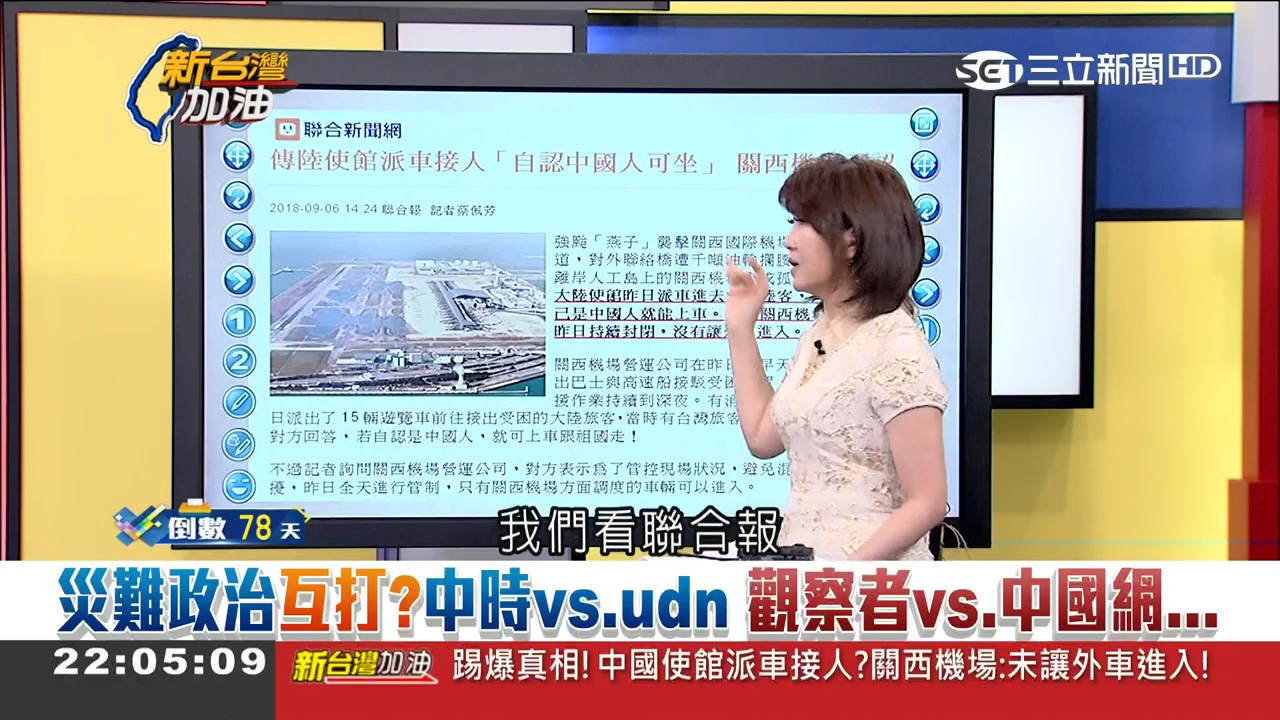 新台灣
加油
SET三立新聞HD
聯合新聞網
傳陸使館派車接人「自認中國人可坐」 關西機
2018-09-06 14:24 聯合報 記者蔡佩芳
強颱「燕子」襲擊關西國際機場
道，對外聯絡橋遭千噸油輪攔腰
離岸人工島上的關西機
大陸使館昨日派車進去
己是中國人就能上車。
昨日持續封閉，沒有讓
進入。
關西機場營運公司在昨
出巴士與高速船接駁受困
援作業持續到深夜。有消
日派出了15輛遊覽車前往接出受困的大陸旅客，當時有台灣旅客
對方回答，若自認是中國人，就可上車跟祖國走！
不過記者詢問關西機場營運公司，對方表示為了管控現場狀況，避免混
擾，昨日全天進行管制，只有關西機場方面調度的車輛可以進入。
1
2
倒數 78 天
我們看聯合報
災難政治互打?中時vs.udn 觀察者vs.中國網...
22:05:09
新台灣加油
踢爆真相! 中國使館派車接人?關西機場:未讓外車進入!